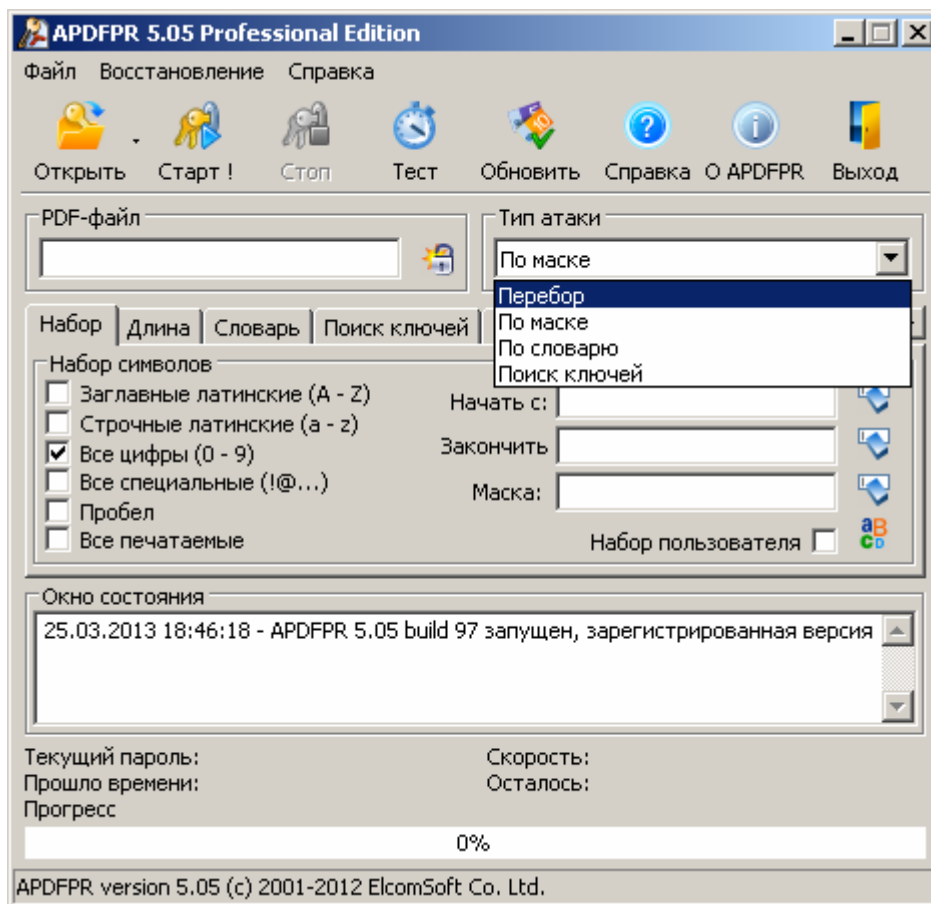 APDFPR 5.05 Professional Edition
Файл Восстановление Справка
Открыть Старт ! Стоп Тест Обновить Справка О APDFPR Выход
PDF-файл
Тип атаки
По маске
Перебор
По маске
По словарю
Поиск ключей
Набор Длина Словарь Поиск ключей
Набор символов
Заглавные латинские (A - Z)
Строчные латинские (a - z)
Все цифры (0 - 9)
Все специальные (!@...)
Пробел
Все печатаемые
Начать с:
Закончить
Маска:
Набор пользователя
Окно состояния
25.03.2013 18:46:18 - APDFPR 5.05 build 97 запущен, зарегистрированная версия
Текущий пароль: Скорость:
Прошло времени: Осталось:
Прогресс
0%
APDFPR version 5.05 (c) 2001-2012 ElcomSoft Co. Ltd.